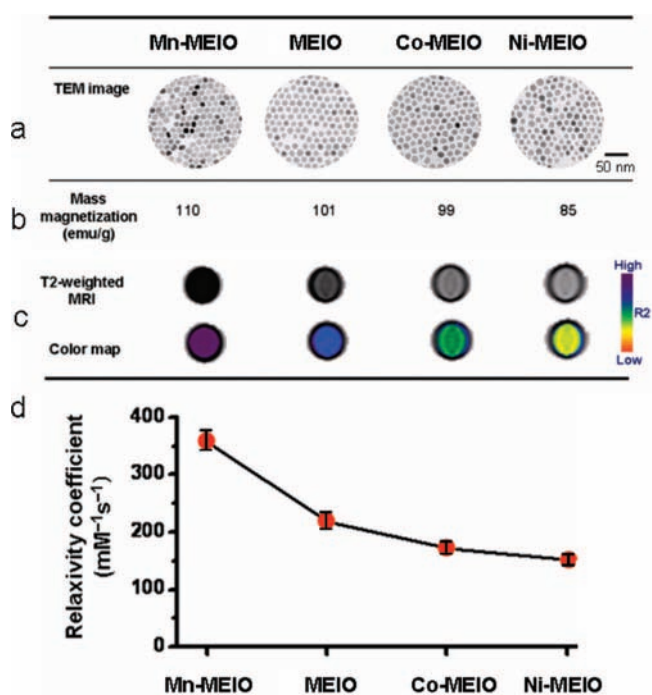 Mn-MEIO MEIO Co-MEIO Ni-MEIO
TEM image
a
50 nm
b
Mass
magnetization
(emu/g)
110 101 99 85
c
T2-weighted
MRI
High
R2
Low
Color map
d
Relaxivity coefficient
(mM⁻¹s⁻¹)
400
300
200
100
0
Mn-MEIO MEIO Co-MEIO Ni-MEIO